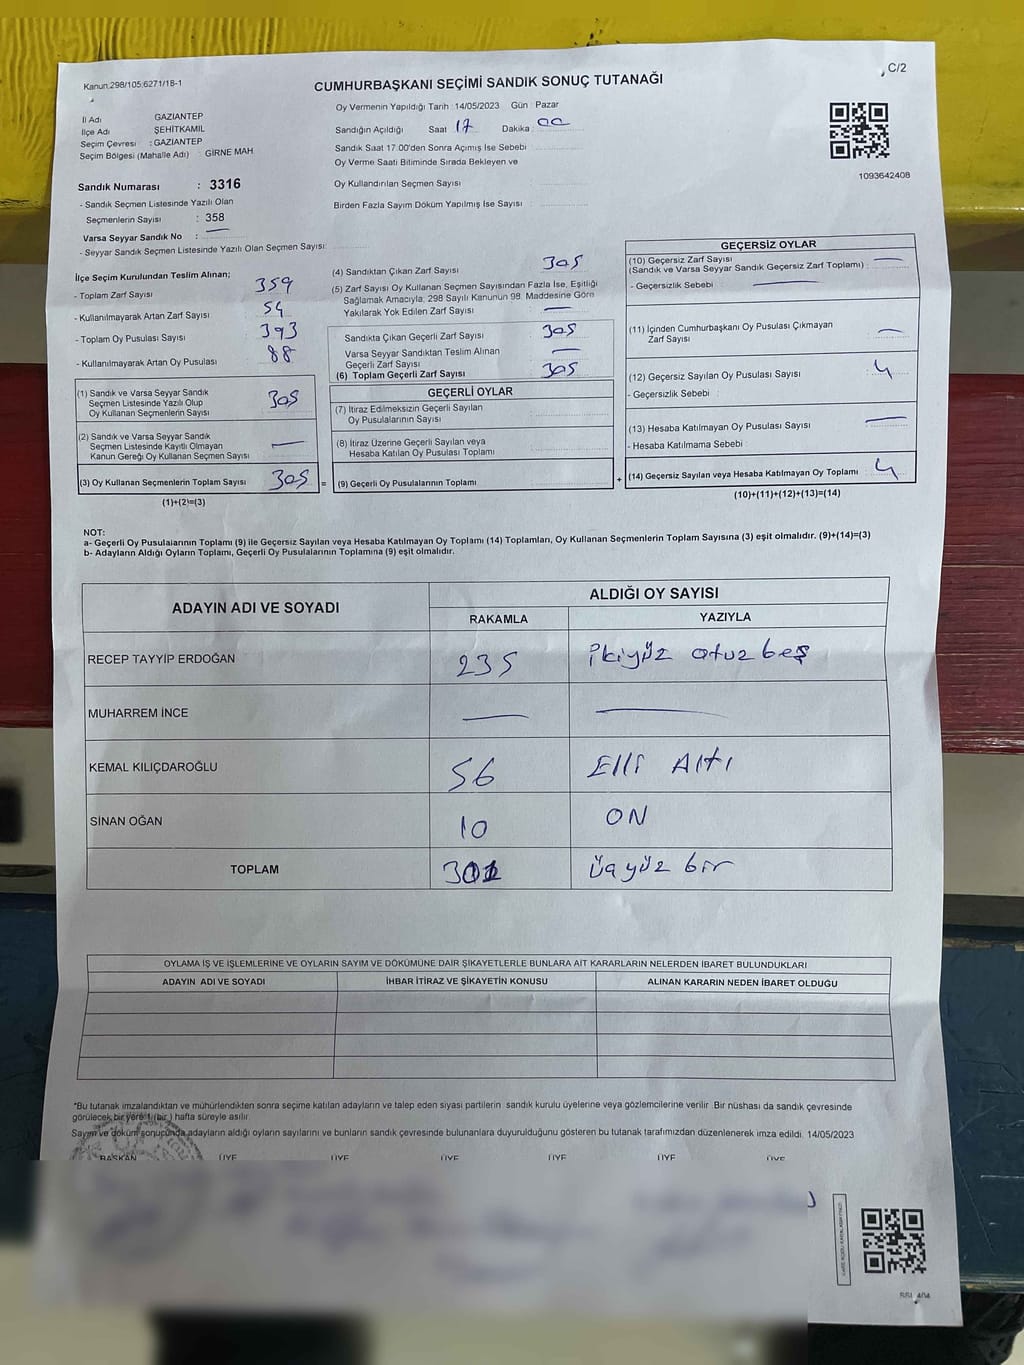 Kanun:298/105;6271/18-1
C/2
CUMHURBAŞKANI SEÇİMİ SANDIK SONUÇ TUTANAĞI
İl Adı GAZİANTEP
İlçe Adı ŞEHİTKAMİL
Seçim Çevresi : GAZİANTEP
Seçim Bölgesi (Mahalle Adı) : GİRNE MAH.
Oy Vermenin Yapıldığı Tarih : 14/05/2023 Gün : Pazar
Sandığın Açıldığı Saat 17 Dakika 00
Sandık Saat 17.00'den Sonra Açımış İse Sebebi
Oy Verme Saati Bitiminde Sırada Bekleyen ve
Oy Kullandırılan Seçmen Sayısı
Birden Fazla Sayım Döküm Yapılmış İse Sayısı
1093642408
Sandık Numarası : 3316
- Sandık Seçmen Listesinde Yazılı Olan
Seçmenlerin Sayısı : 358
Varsa Seyyar Sandık No : —
- Seyyar Sandık Seçmen Listesinde Yazılı Olan Seçmen Sayısı:
İlçe Seçim Kurulundan Teslim Alınan;
- Toplam Zarf Sayısı 359
- Kullanılmayarak Artan Zarf Sayısı 54
- Toplam Oy Pusulası Sayısı 393
- Kullanılmayarak Artan Oy Pusulası 88
(1) Sandık ve Varsa Seyyar Sandık
Seçmen Listesinde Yazılı Olup
Oy Kullanan Seçmenlerin Sayısı 305
(2) Sandık ve Varsa Seyyar Sandık
Seçmen Listesinde Kayıtlı Olmayan
Kanun Gereği Oy Kullanan Seçmen Sayısı —
(3) Oy Kullanan Seçmenlerin Toplam Sayısı 305 =
(1)+(2)=(3)
(4) Sandıktan Çıkan Zarf Sayısı 305
(5) Zarf Sayısı Oy Kullanan Seçmen Sayısından Fazla İse, Eşitliği
Sağlamak Amacıyla, 298 Sayılı Kanunun 98. Maddesine Göre
Yakılarak Yok Edilen Zarf Sayısı —
Sandıkta Çıkan Geçerli Zarf Sayısı 305
Varsa Seyyar Sandıktan Teslim Alınan
Geçerli Zarf Sayısı —
(6) Toplam Geçerli Zarf Sayısı 305
GEÇERLİ OYLAR
(7) İtiraz Edilmeksizin Geçerli Sayılan
Oy Pusulalarının Sayısı
(8) İtiraz Üzerine Geçerli Sayılan veya
Hesaba Katılan Oy Pusulası Toplamı
(9) Geçerli Oy Pusulalarının Toplamı +
GEÇERSİZ OYLAR
(10) Geçersiz Zarf Sayısı
(Sandık ve Varsa Seyyar Sandık Geçersiz Zarf Toplamı) : —
- Geçersizlik Sebebi : —
(11) İçinden Cumhurbaşkanı Oy Pusulası Çıkmayan
Zarf Sayısı —
(12) Geçersiz Sayılan Oy Pusulası Sayısı 4
- Geçersizlik Sebebi :
(13) Hesaba Katılmayan Oy Pusulası Sayısı —
- Hesaba Katılmama Sebebi :
(14) Geçersiz Sayılan veya Hesaba Katılmayan Oy Toplamı 4
(10)+(11)+(12)+(13)=(14)
NOT:
a- Geçerli Oy Pusulalarının Toplamı (9) ile Geçersiz Sayılan veya Hesaba Katılmayan Oy Toplamı (14) Toplamları, Oy Kullanan Seçmenlerin Toplam Sayısına (3) eşit olmalıdır. (9)+(14)=(3)
b- Adayların Aldığı Oyların Toplamı, Geçerli Oy Pusulalarının Toplamına (9) eşit olmalıdır.
ADAYIN ADI VE SOYADI
ALDIĞI OY SAYISI
RAKAMLA YAZIYLA
RECEP TAYYİP ERDOĞAN 235 ikiyüz otuz beş
MUHARREM İNCE — —
KEMAL KILIÇDAROĞLU 56 Elli Altı
SİNAN OĞAN 10 ON
TOPLAM 301 üçyüz bir
OYLAMA İŞ VE İŞLEMLERİNE VE OYLARIN SAYIM VE DÖKÜMÜNE DAİR ŞİKAYETLERLE BUNLARA AİT KARARLARIN NELERDEN İBARET BULUNDUKLARI
ADAYIN ADI VE SOYADI İHBAR İTİRAZ VE ŞİKAYETİN KONUSU ALINAN KARARIN NEDEN İBARET OLDUĞU
*Bu tutanak imzalandıktan ve mühürlendikten sonra seçime katılan adayların ve talep eden siyasi partilerin sandık kurulu üyelerine veya gözlemcilerine verilir. Bir nüshası da sandık çevresinde
görülecek bir yere 1 (bir ) hafta süreyle asılır.
Sayım ve döküm sonucunda adayların aldığı oyların sayılarını ve bunların sandık çevresinde bulunanlara duyurulduğunu gösteren bu tutanak tarafımızdan düzenlenerek imza edildi. 14/05/2023
BAŞKAN ÜYE ÜYE ÜYE ÜYE ÜYE ÜYE